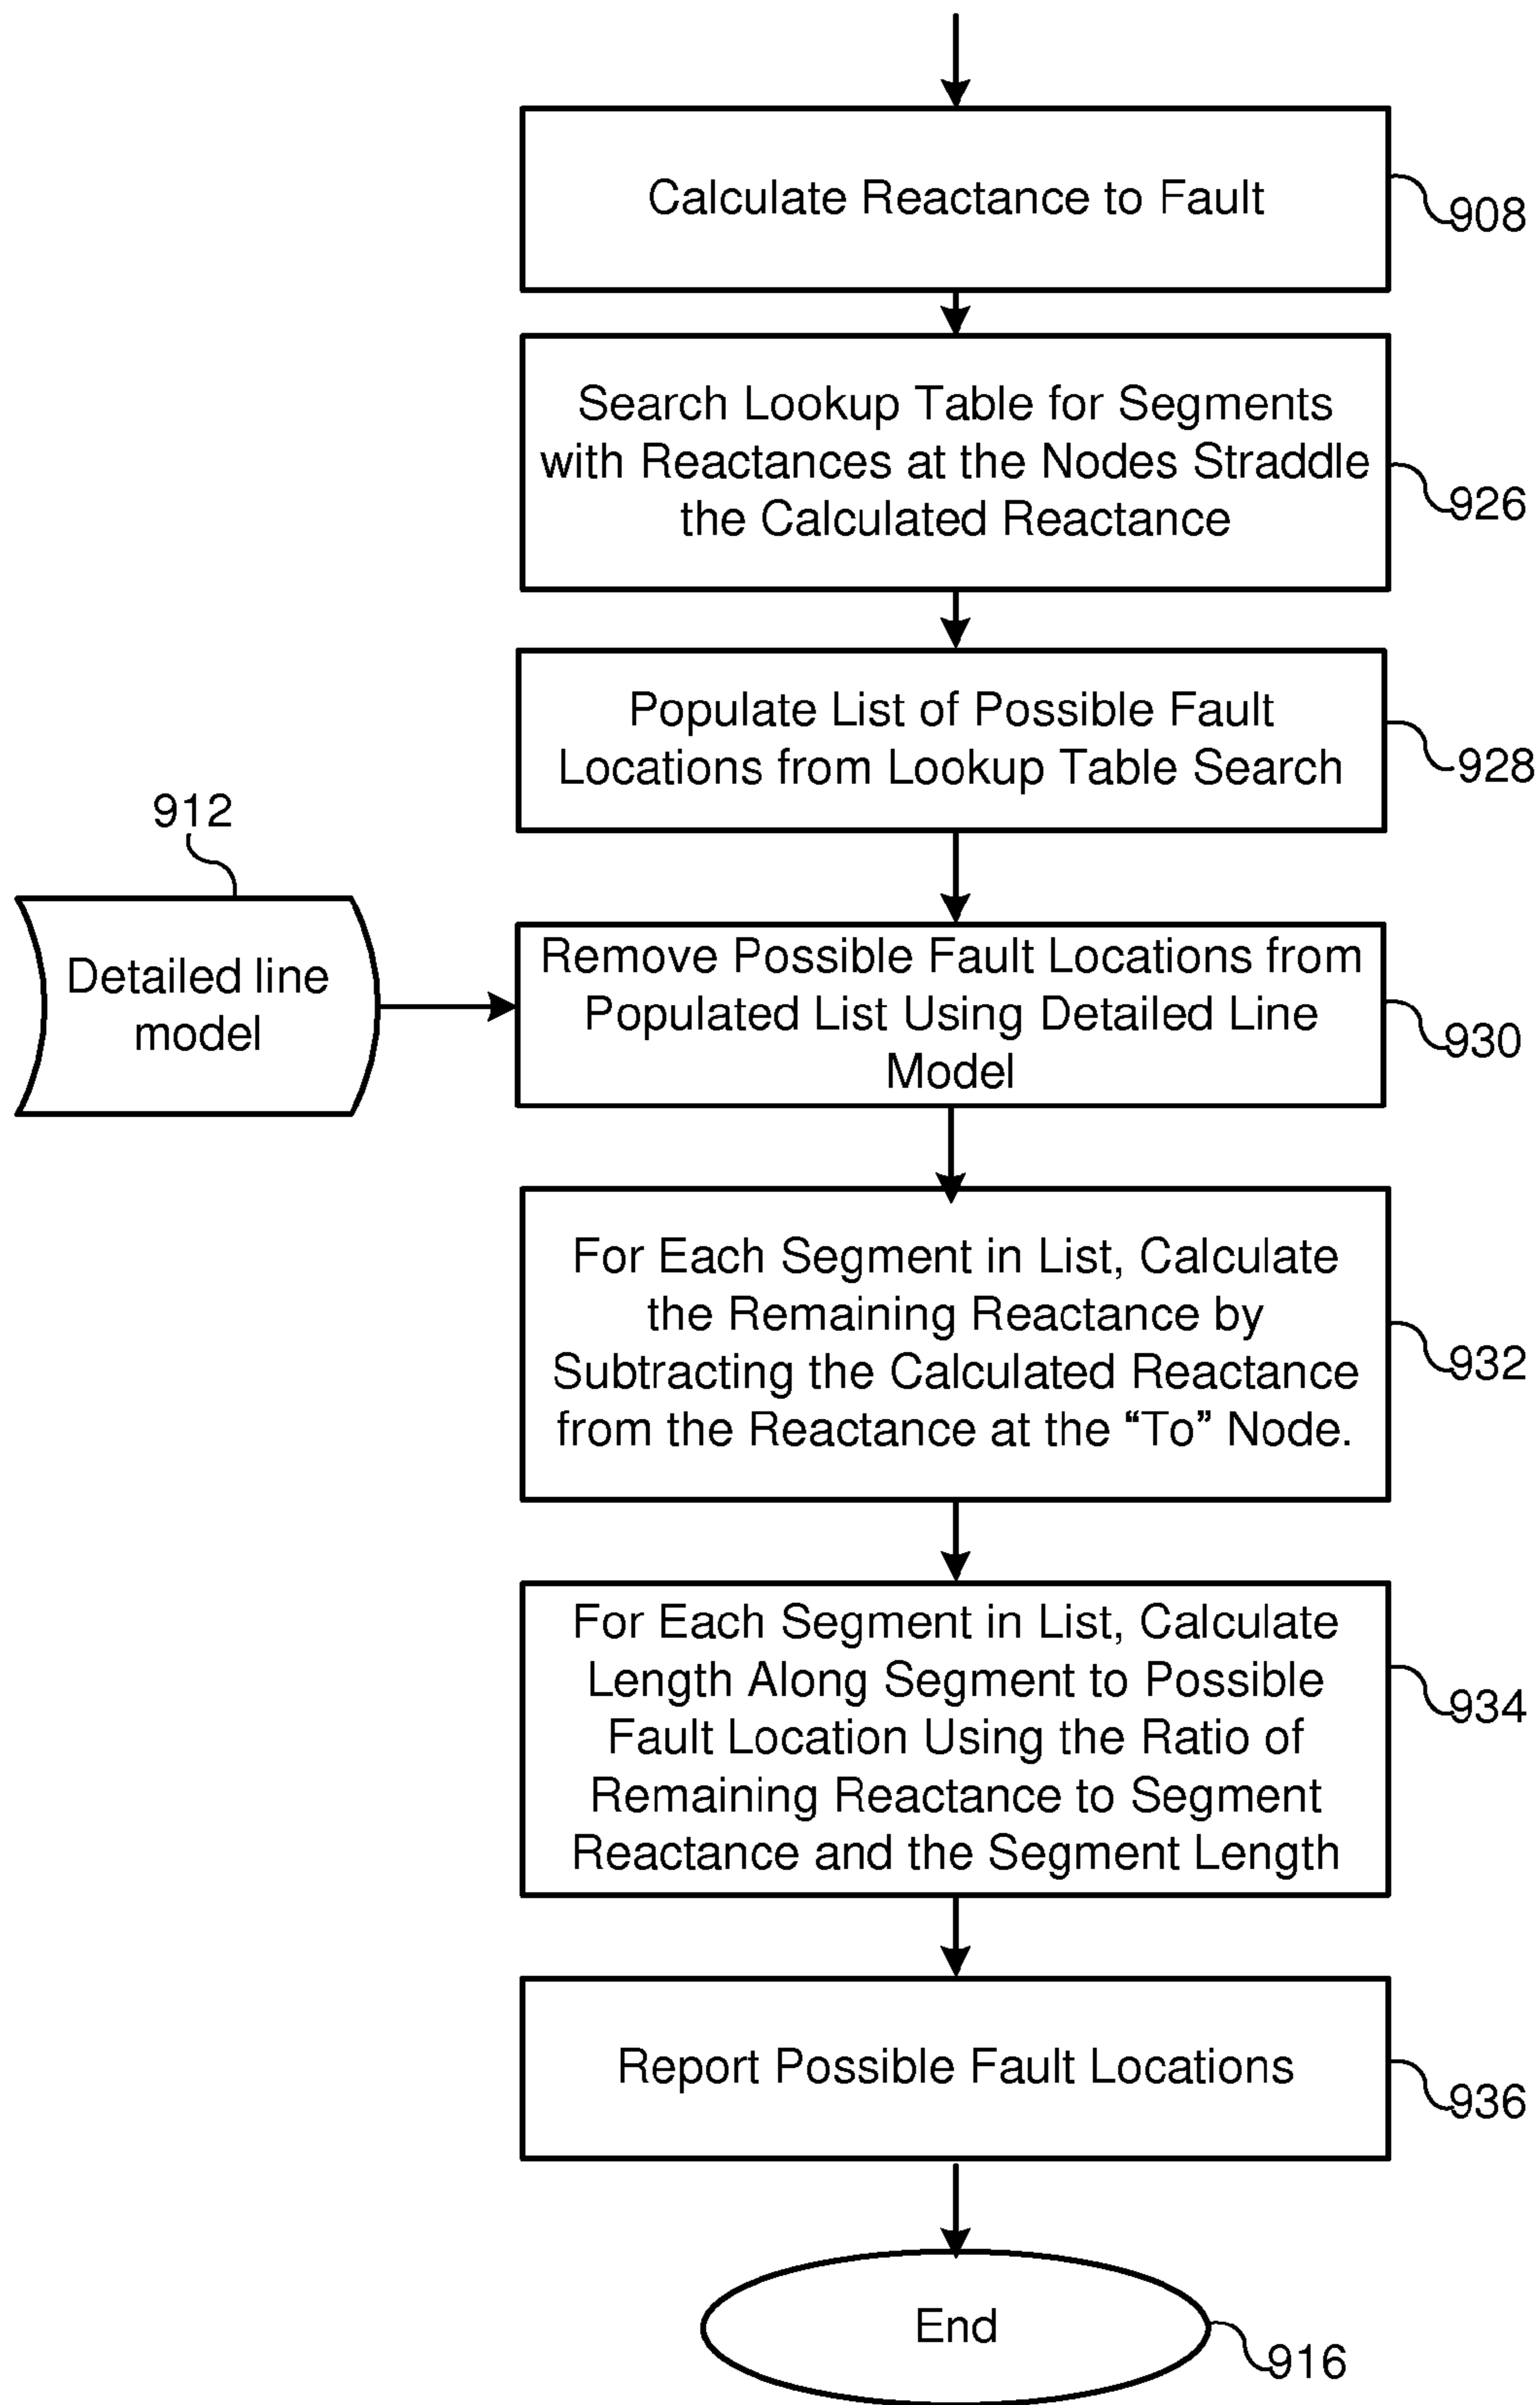 Calculate Reactance to Fault
908
Search Lookup Table for Segments
with Reactances at the Nodes Straddle
the Calculated Reactance
926
Populate List of Possible Fault
Locations from Lookup Table Search
928
912
Detailed line
model
Remove Possible Fault Locations from
Populated List Using Detailed Line
Model
930
For Each Segment in List, Calculate
the Remaining Reactance by
Subtracting the Calculated Reactance
from the Reactance at the “To” Node.
932
For Each Segment in List, Calculate
Length Along Segment to Possible
Fault Location Using the Ratio of
Remaining Reactance to Segment
Reactance and the Segment Length
934
Report Possible Fault Locations
936
End
916